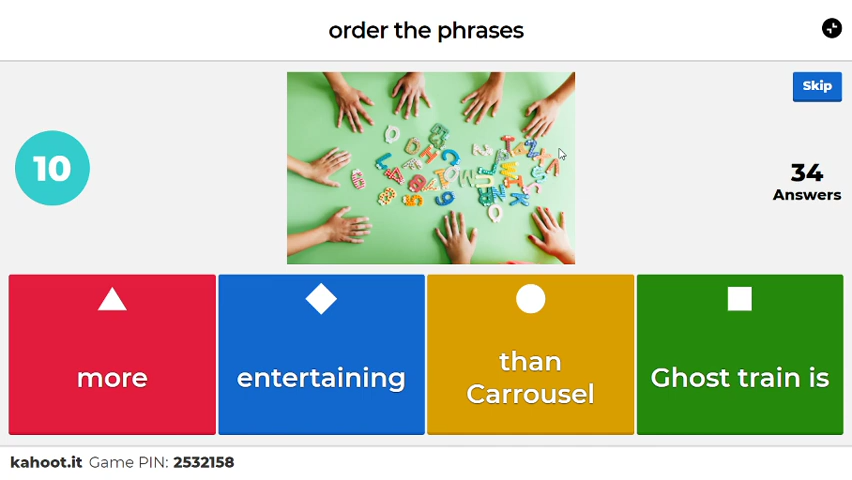 order the phrases
Skip
10
34
Answers
more
entertaining
than
Carrousel
Ghost train is
kahoot.it Game PIN: 2532158